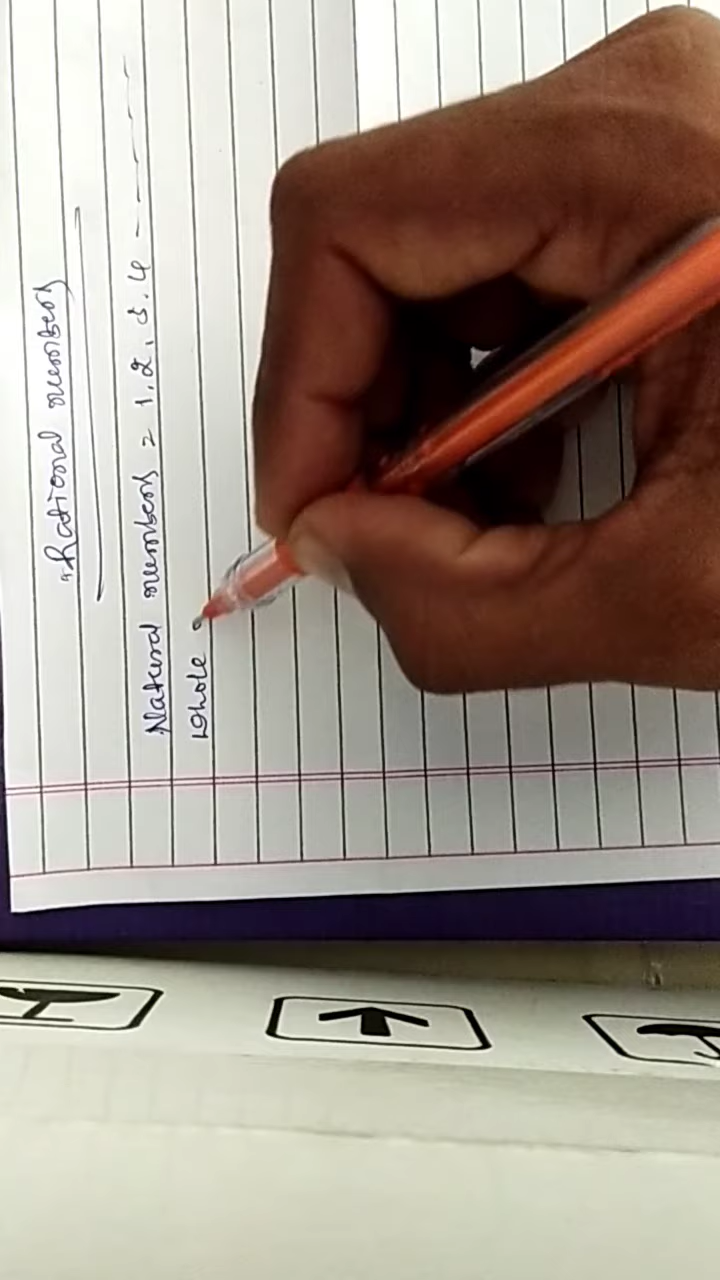 "Rational numbers
Natural numbers = 1.2.3.4 - - - - -
Whole